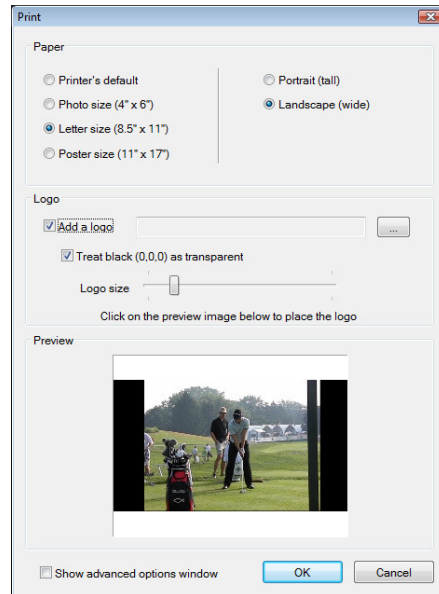 Print
Paper
Printer's default
Photo size (4" x 6")
Letter size (8.5" x 11")
Poster size (11" x 17")
Portrait (tall)
Landscape (wide)
Logo
Add a logo
...
Treat black (0,0,0) as transparent
Logo size
Click on the preview image below to place the logo
Preview
Show advanced options window
OK
Cancel